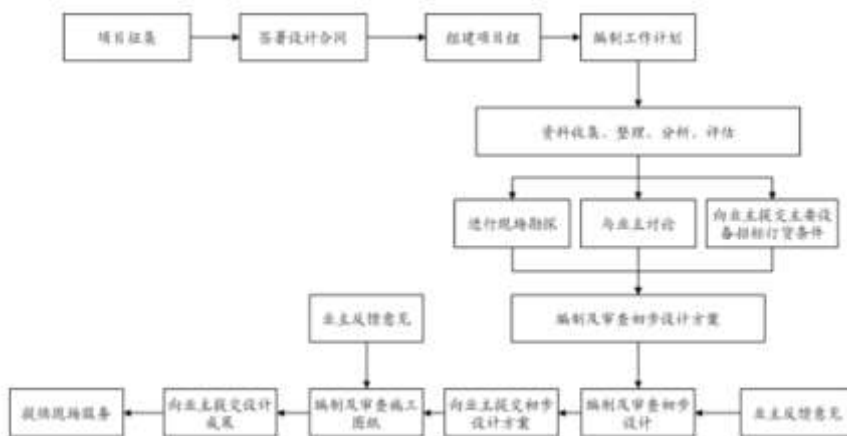 项目征集
签署设计合同
组建项目组
编制工作计划
资料收集、整理、分析、评估
进行现场勘探
与业主讨论
向业主提交主要设
备招标订货条件
业主反馈意见
编制及审查初步设计方案
提供现场服务
向业主提交设计
成果
编制及审查施工
图纸
向业主提交初步
设计方案
编制及审查初步
设计
业主反馈意见